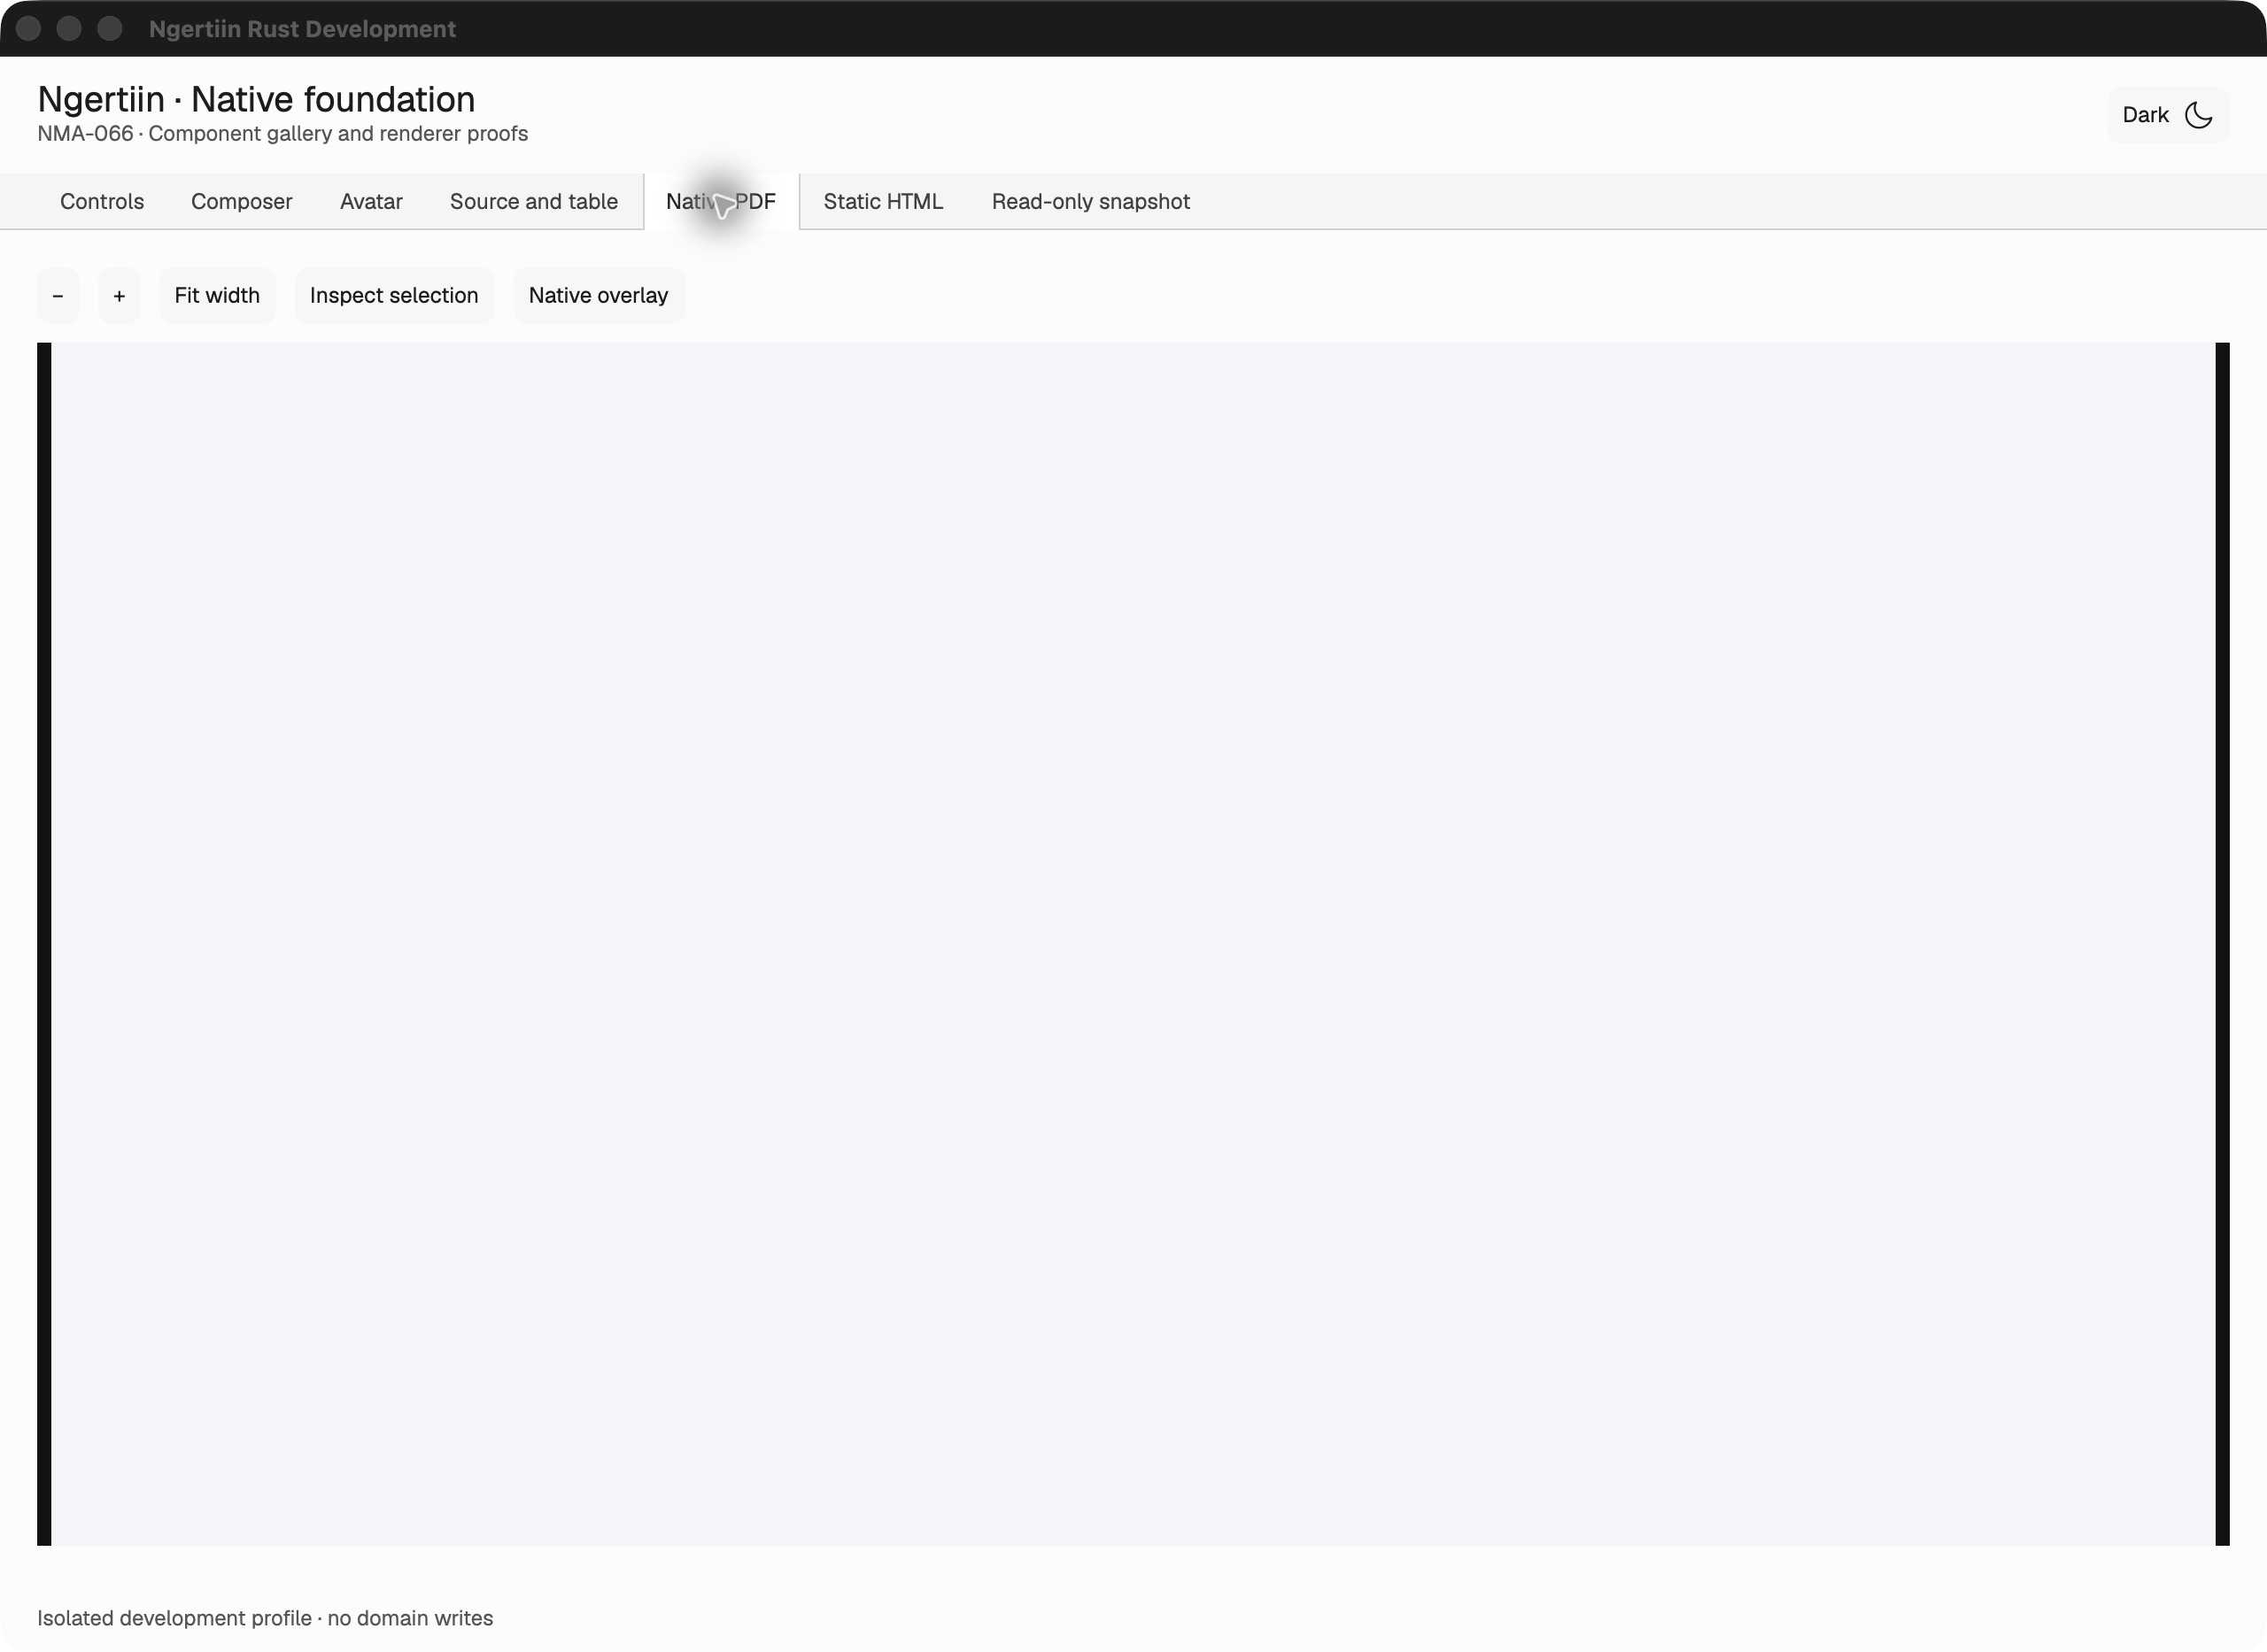 Ngertiin Rust Development
Ngertiin · Native foundation
NMA-066 · Component gallery and renderer proofs
Dark
Controls
Composer
Avatar
Source and table
Native PDF
Static HTML
Read-only snapshot
−
+
Fit width
Inspect selection
Native overlay
Isolated development profile · no domain writes